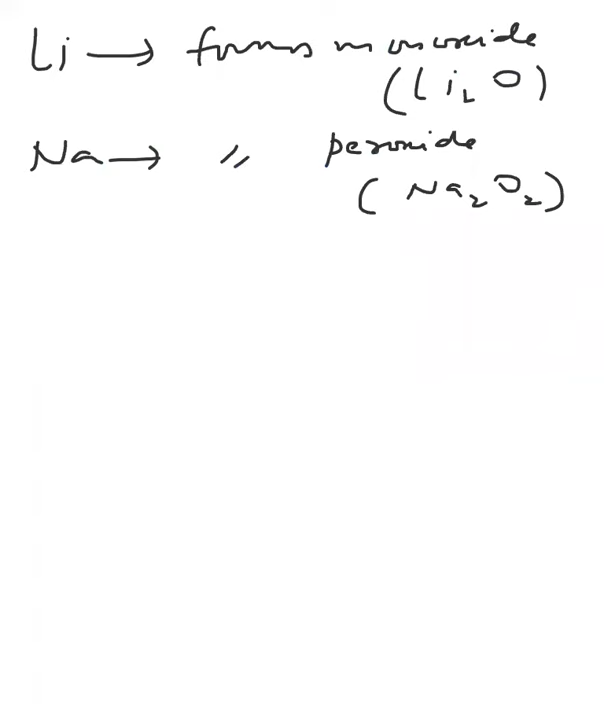 Li → forms monoxide
(Li₂O)
Na → " peroxide
(Na₂O₂)